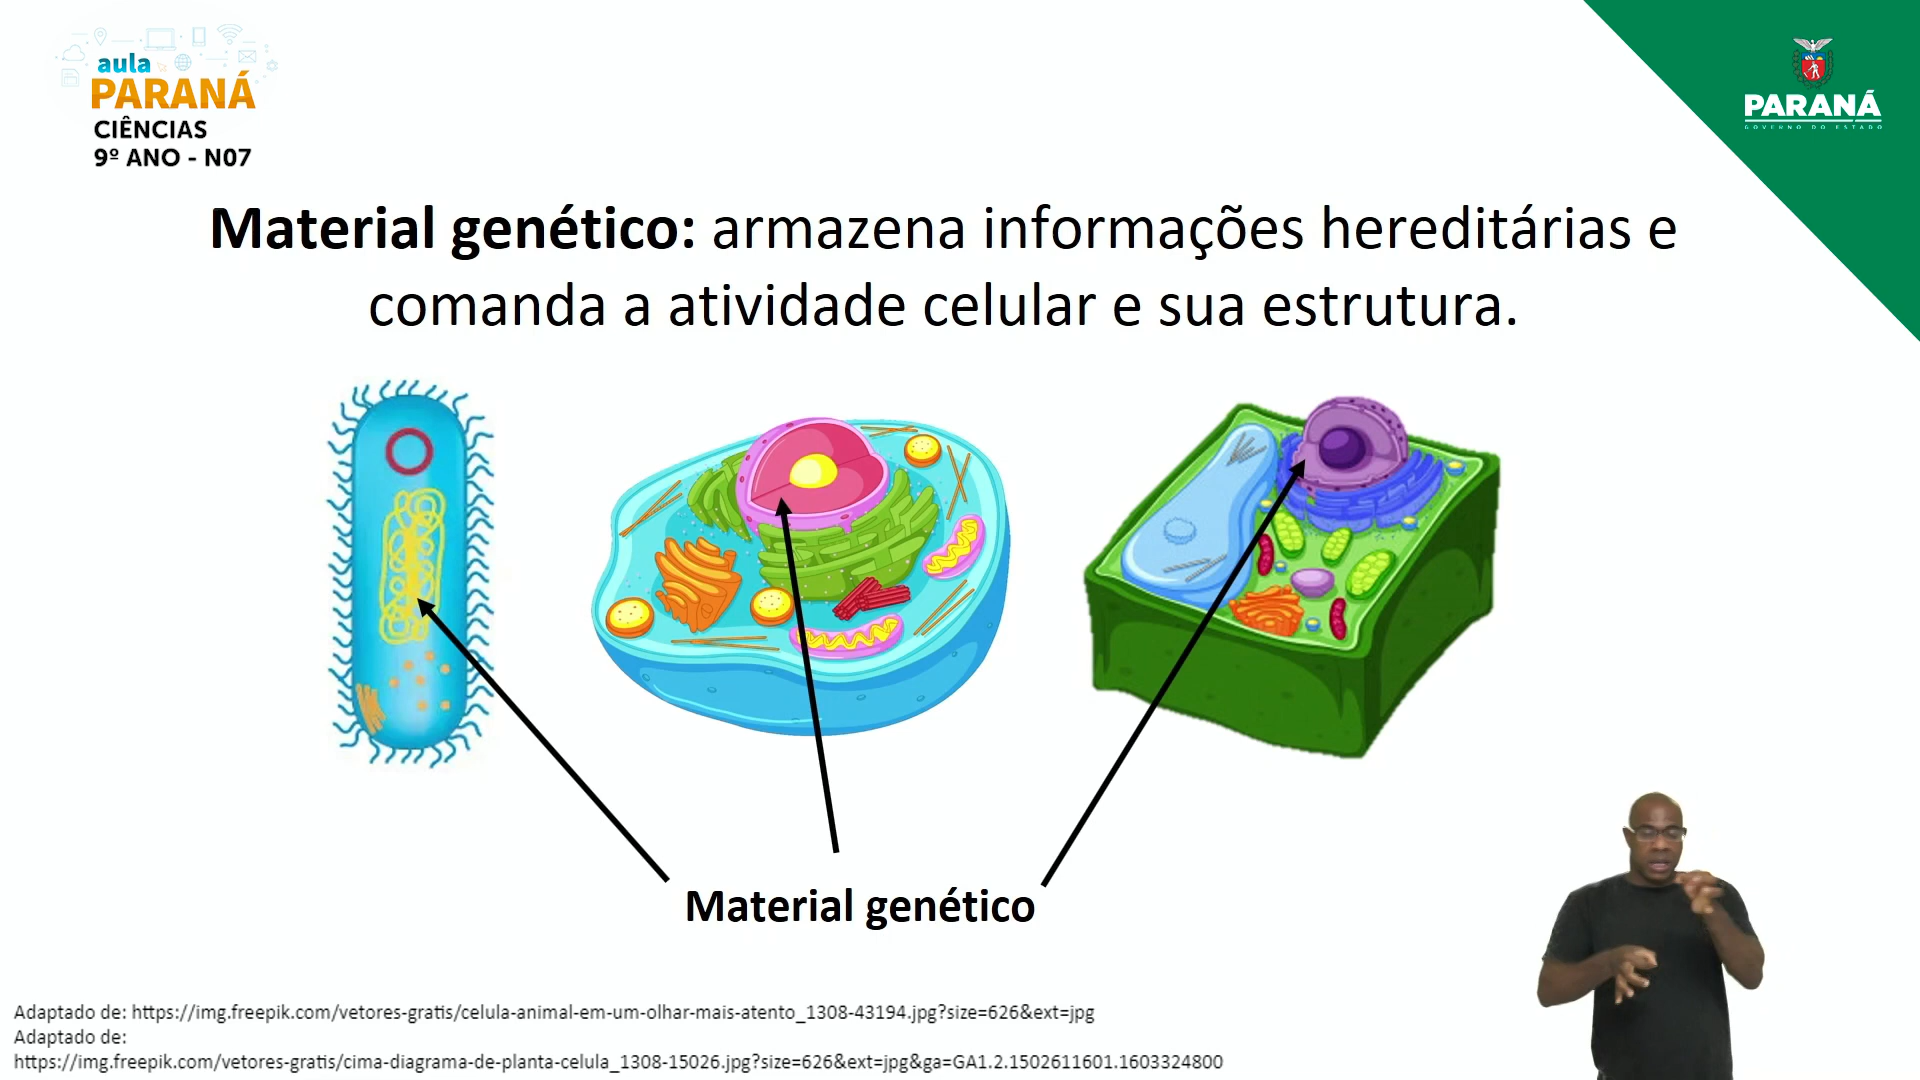 aula
PARANÁ
CIÊNCIAS
9º ANO - N07
PARANÁ
GOVERNO DO ESTADO
Material genético: armazena informações hereditárias e
comanda a atividade celular e sua estrutura.
Material genético
Adaptado de: https://img.freepik.com/vetores-gratis/celula-animal-em-um-olhar-mais-atento_1308-43194.jpg?size=626&ext=jpg
Adaptado de:
https://img.freepik.com/vetores-gratis/cima-diagrama-de-planta-celula_1308-15026.jpg?size=626&ext=jpg&ga=GA1.2.1502611601.1603324800